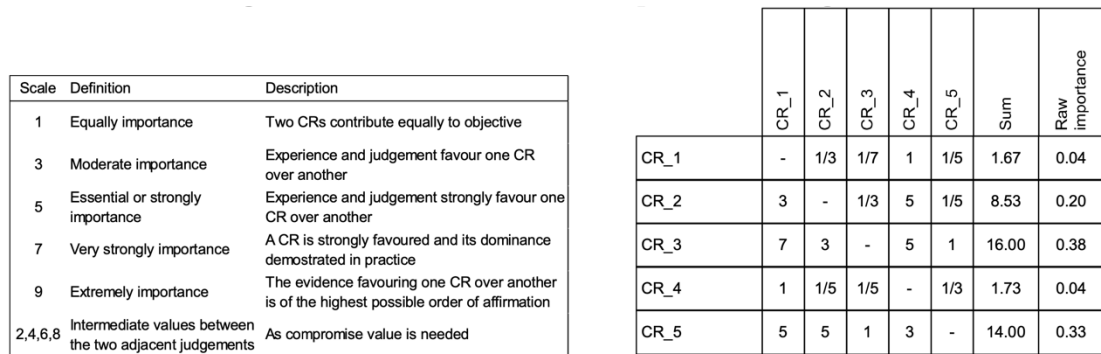 Scale Definition Description
1 Equally importance Two CRs contribute equally to objective
3 Moderate importance Experience and judgement favour one CR
over another
5 Essential or strongly
importance Experience and judgement strongly favour one
CR over another
7 Very strongly importance A CR is strongly favoured and its dominance
demostrated in practice
9 Extremely importance The evidence favouring one CR over another
is of the highest possible order of affirmation
2,4,6,8 Intermediate values between
the two adjacent judgements As compromise value is needed
CR_1 CR_2 CR_3 CR_4 CR_5 Sum Raw
importance
CR_1 - 1/3 1/7 1 1/5 1.67 0.04
CR_2 3 - 1/3 5 1/5 8.53 0.20
CR_3 7 3 - 5 1 16.00 0.38
CR_4 1 1/5 1/5 - 1/3 1.73 0.04
CR_5 5 5 1 3 - 14.00 0.33